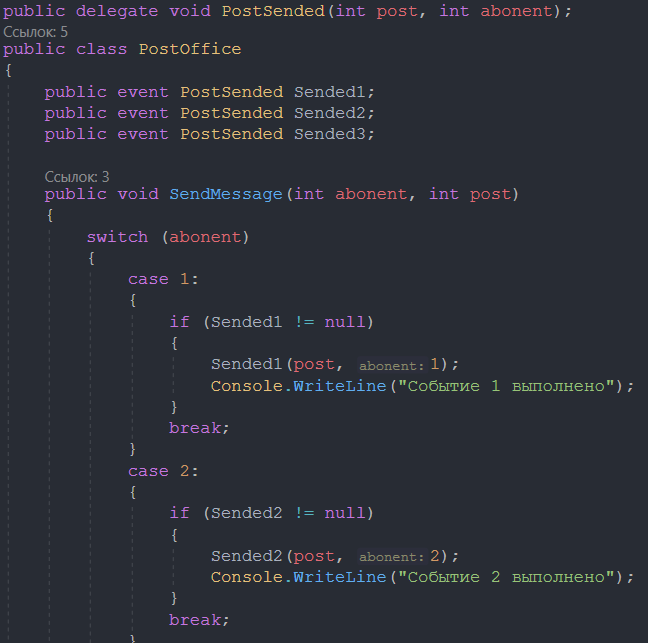 public delegate void PostSended(int post, int abonent);
Ссылок: 5
public class PostOffice
{
public event PostSended Sended1;
public event PostSended Sended2;
public event PostSended Sended3;
Ссылок: 3
public void SendMessage(int abonent, int post)
{
switch (abonent)
{
case 1:
{
if (Sended1 != null)
{
Sended1(post, abonent: 1);
Console.WriteLine("Событие 1 выполнено");
}
break;
}
case 2:
{
if (Sended2 != null)
{
Sended2(post, abonent: 2);
Console.WriteLine("Событие 2 выполнено");
}
break;
}